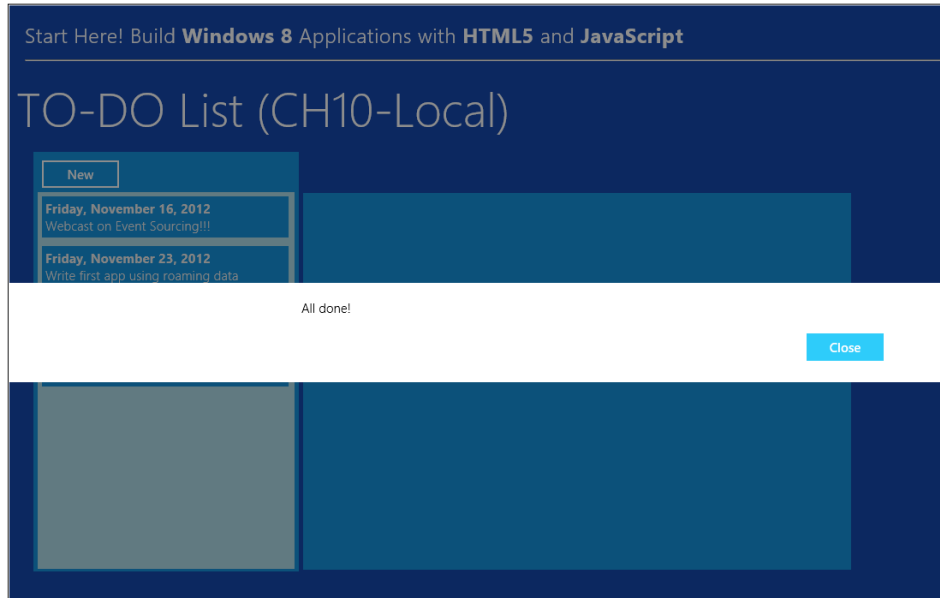 Start Here! Build Windows 8 Applications with HTML5 and JavaScript
TO-DO List (CH10-Local)
New
Friday, November 16, 2012
Webcast on Event Sourcing!!!
Friday, November 23, 2012
Write first app using roaming data
All done!
Close